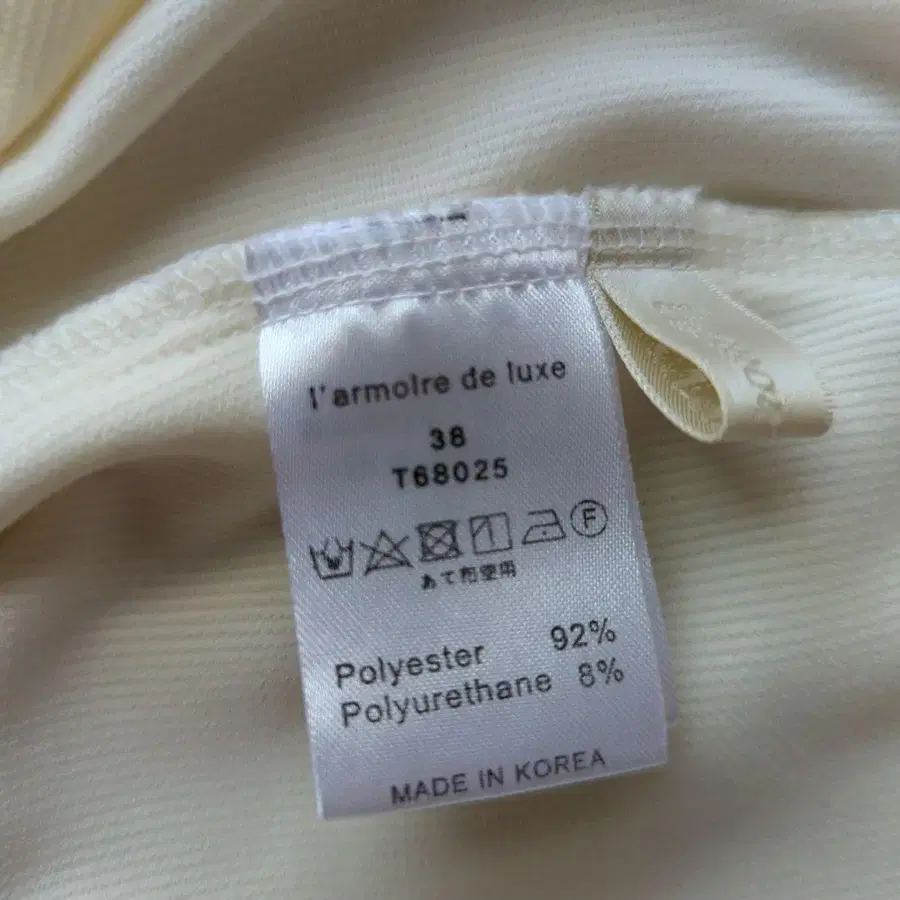 l'armoire de luxe
38
T68025
F
あて布使用
Polyester 92%
Polyurethane 8%
MADE IN KOREA